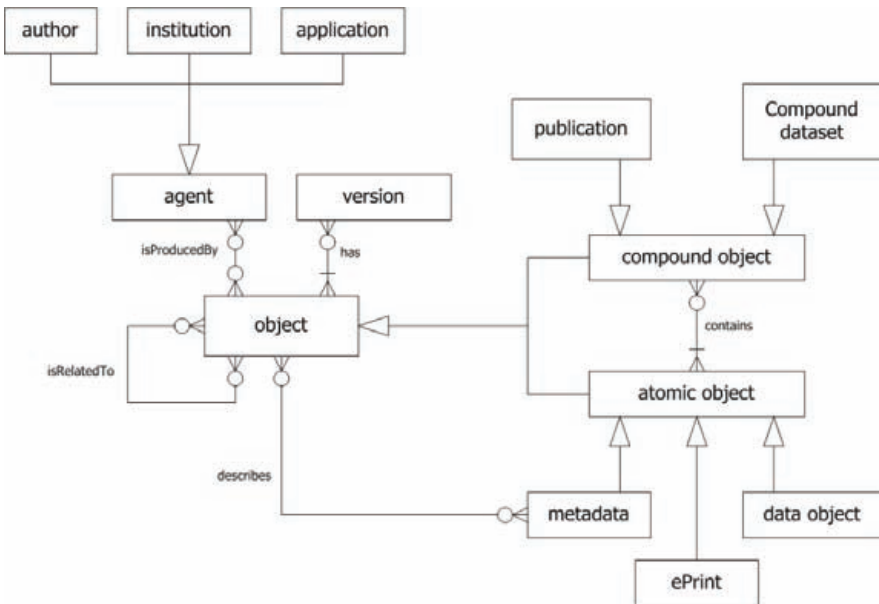 author
institution
application
publication
Compound
dataset
agent
version
isProducedBy
has
compound object
object
contains
isRelatedTo
atomic object
describes
metadata
data object
ePrint